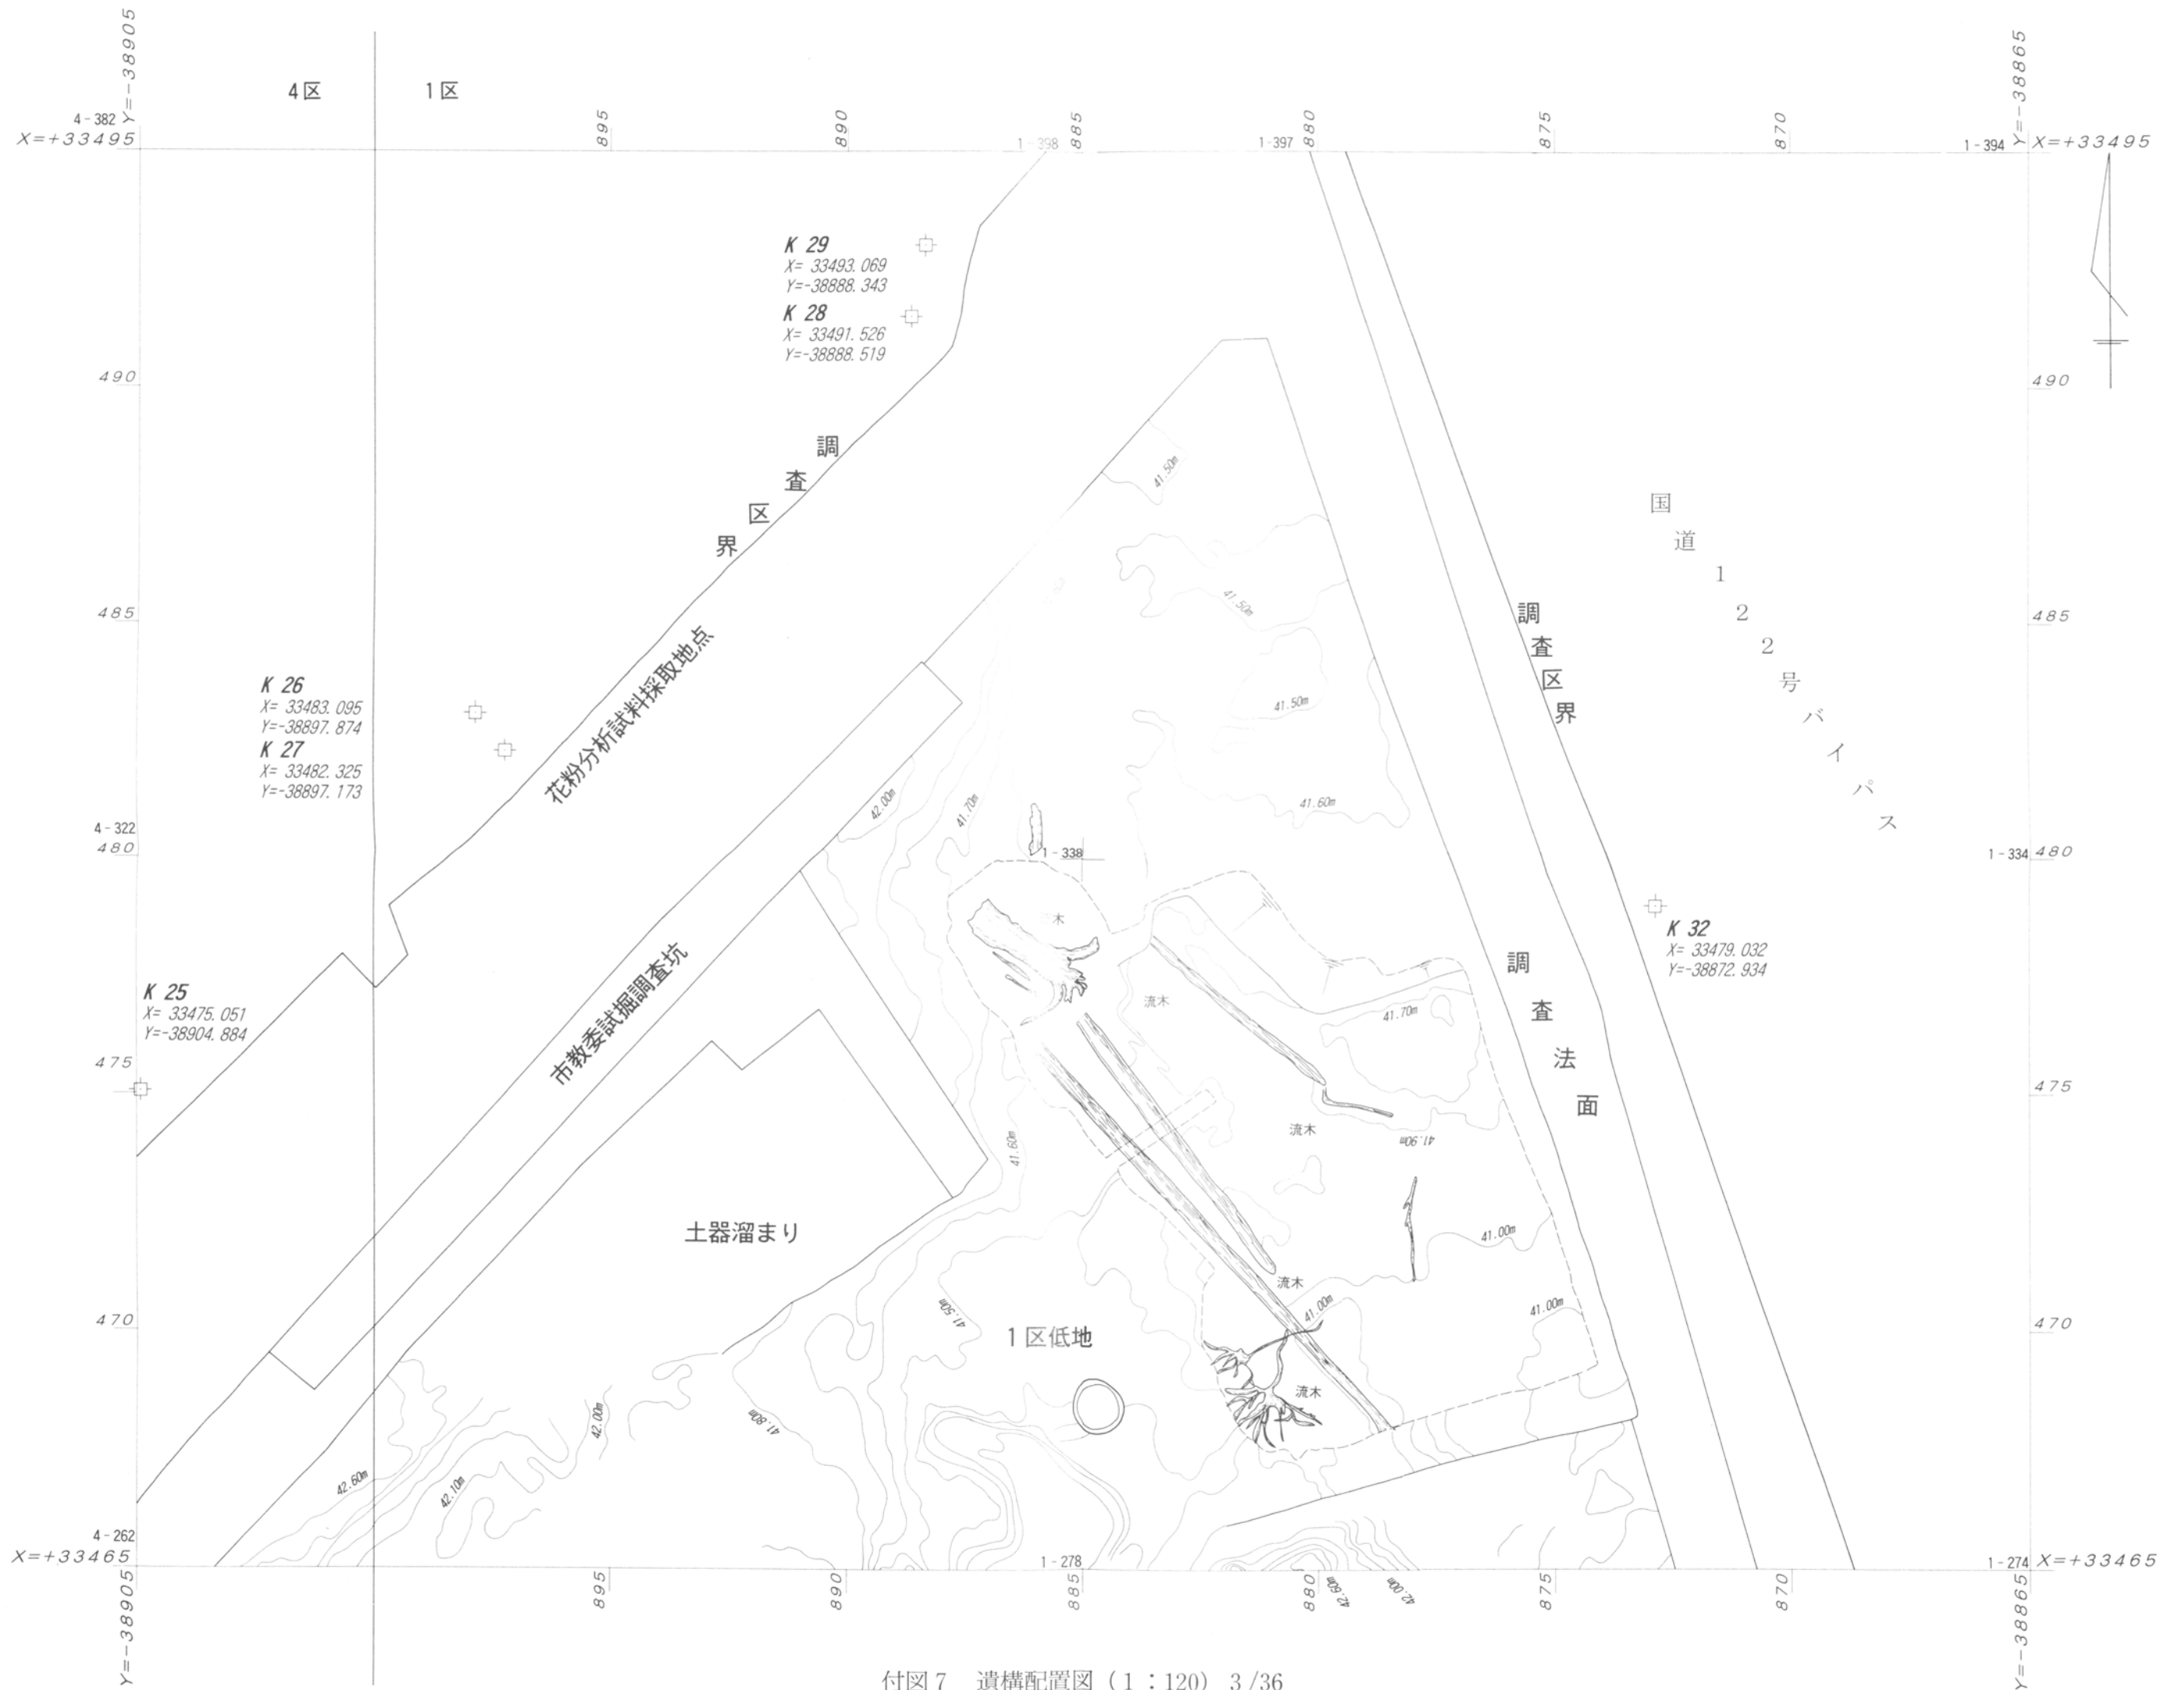 Y=-38905
Y=-38865
4区
1区
4-382
X=+33495
895
890
1-398
885
1-397
880
875
870
1-394
X=+33495
K 29
X= 33493.069
Y=-38888.343
K 28
X= 33491.526
Y=-38888.519
490
490
調査区界
41.50m
国道122号バイパス
485
485
41.50m
調査区界
花粉分析試料採取地点
K 26
X= 33483.095
Y=-38897.874
K 27
X= 33482.325
Y=-38897.173
41.50m
42.00m
41.70m
41.60m
4-322
480
1-338
1-334
480
流木
K 32
X= 33479.032
Y=-38872.934
調査法面
市教委試掘調査坑
K 25
X= 33475.051
Y=-38904.884
流木
41.70m
475
475
流木
41.90m
41.60m
土器溜まり
41.00m
流木
41.00m
41.00m
41.50m
470
470
1区低地
流木
41.80m
42.00m
42.60m
42.10m
4-262
X=+33465
1-278
1-274
X=+33465
Y=-38905
895
890
885
880
42.60m
42.00m
875
870
Y=-38865
付図7 遺構配置図(1:120) 3/36